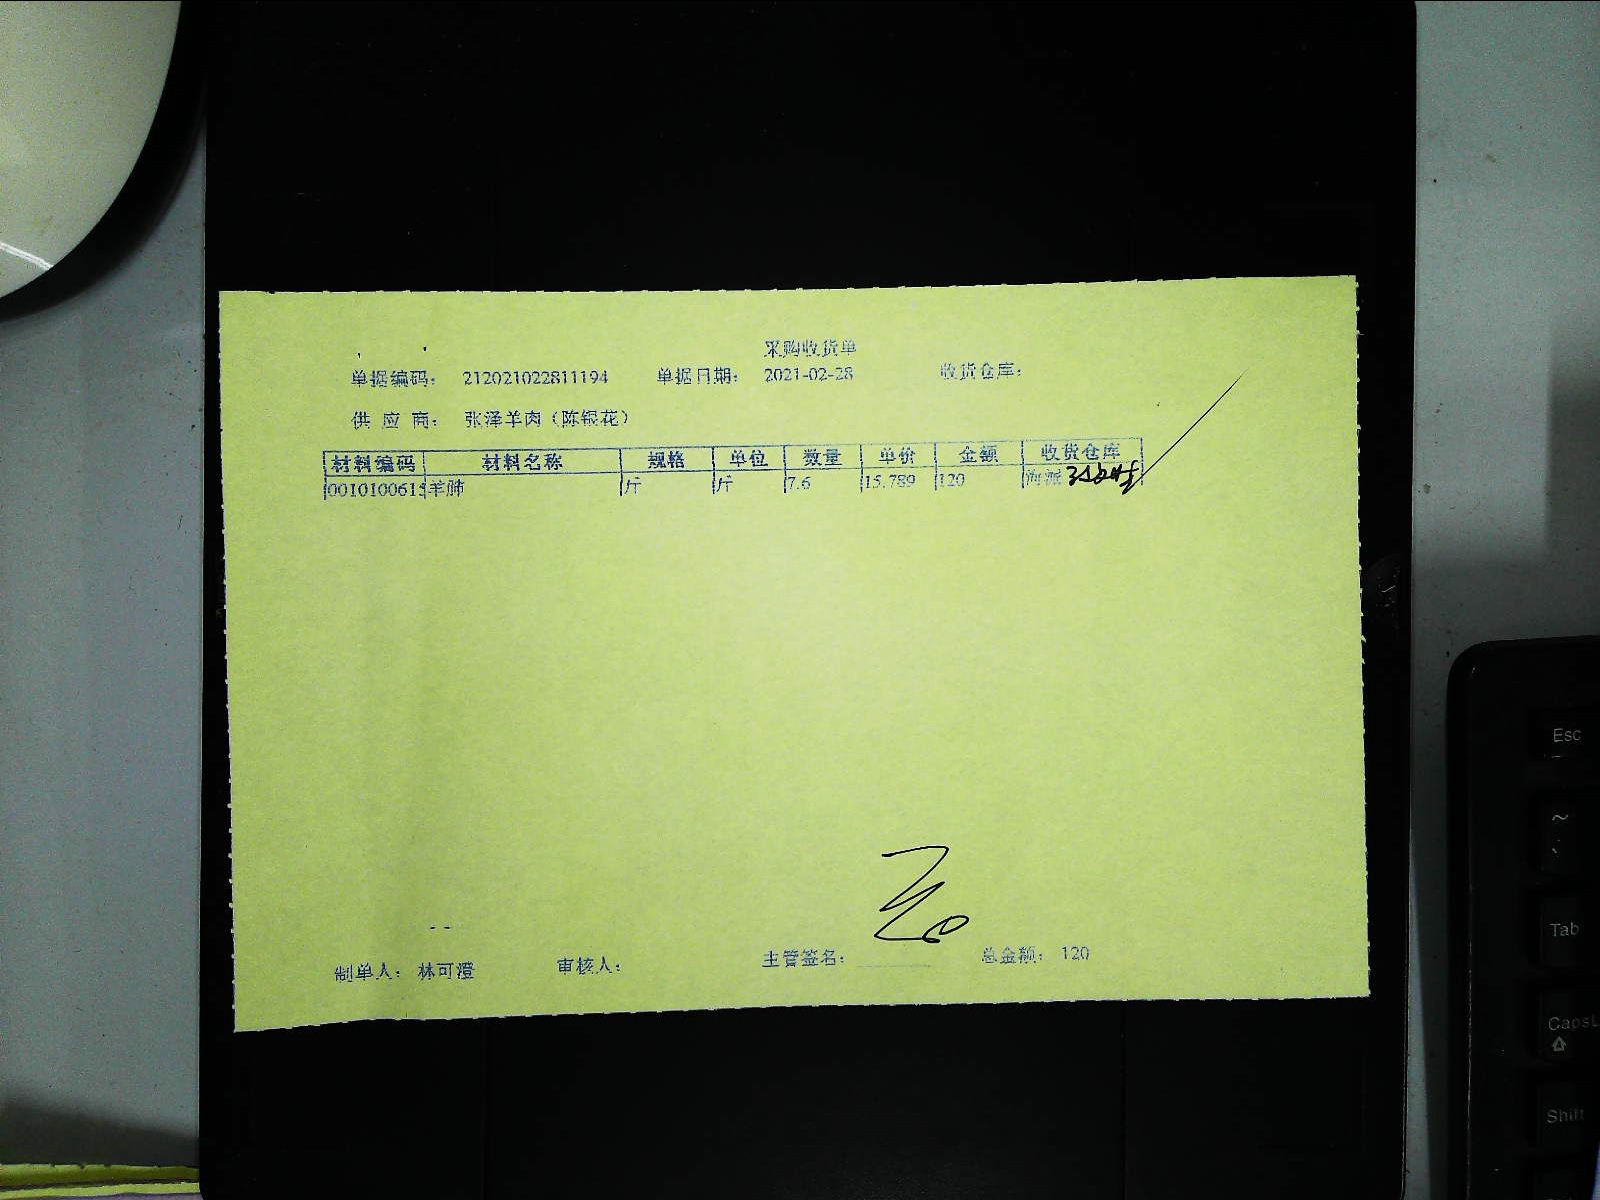 采购收货单
单据编码： 212021022811194 单据日期： 2021-02-28 收货仓库：
供 应 商： 张泽羊肉（陈银花）
材料编码 材料名称 规格 单位 数量 单价 金额 收货仓库
0010100615 羊肺 斤 斤 7.6 15.789 120 海派
制单人： 林可澄 审核人： 主管签名： 总金额： 120
Esc
~
Tab
CapsL
Shift